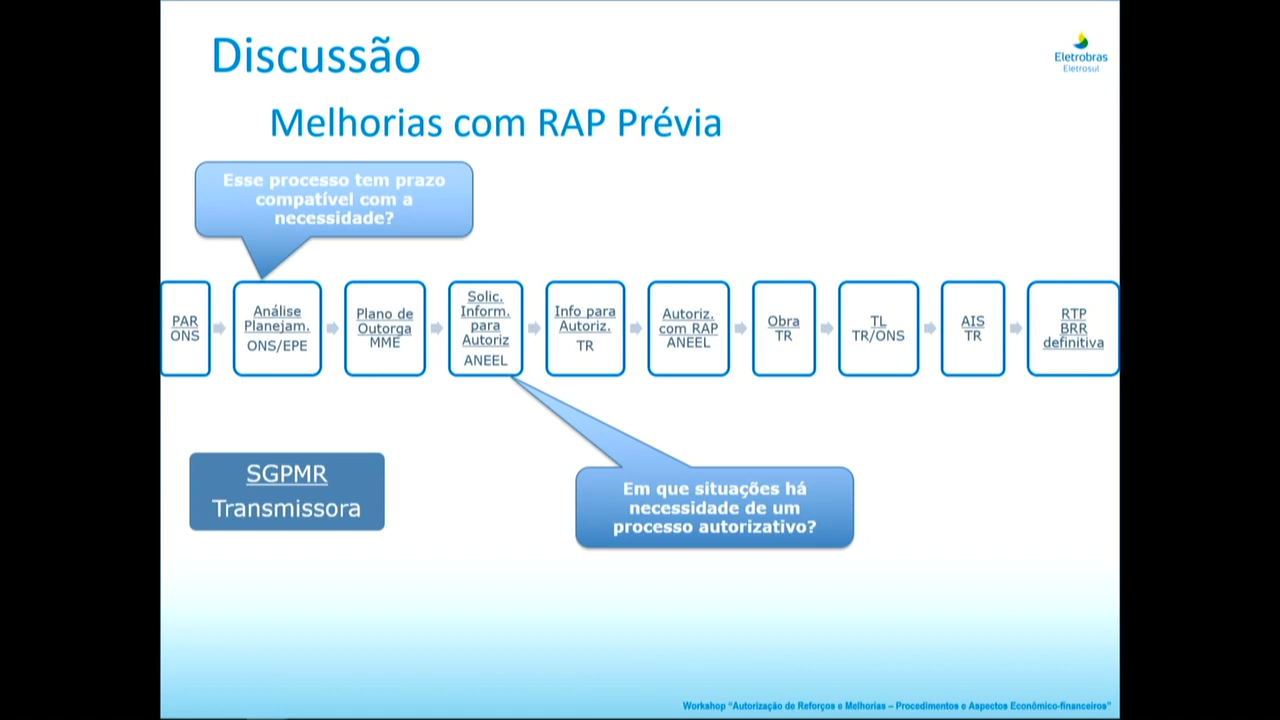 Discussão
Eletrobras
Eletrosul
Melhorias com RAP Prévia
Esse processo tem prazo
compatível com a
necessidade?
PAR
ONS
Análise
Planejam.
ONS/EPE
Plano de
Outorga
MME
Solic.
Inform.
para
Autoriz
ANEEL
Info para
Autoriz.
TR
Autoriz.
com RAP
ANEEL
Obra
TR
TL
TR/ONS
AIS
TR
RTP
BRR
definitiva
SGPMR
Transmissora
Em que situações há
necessidade de um
processo autorizativo?
Workshop “Autorização de Reforços e Melhorias – Procedimentos e Aspectos Econômico-financeiros”